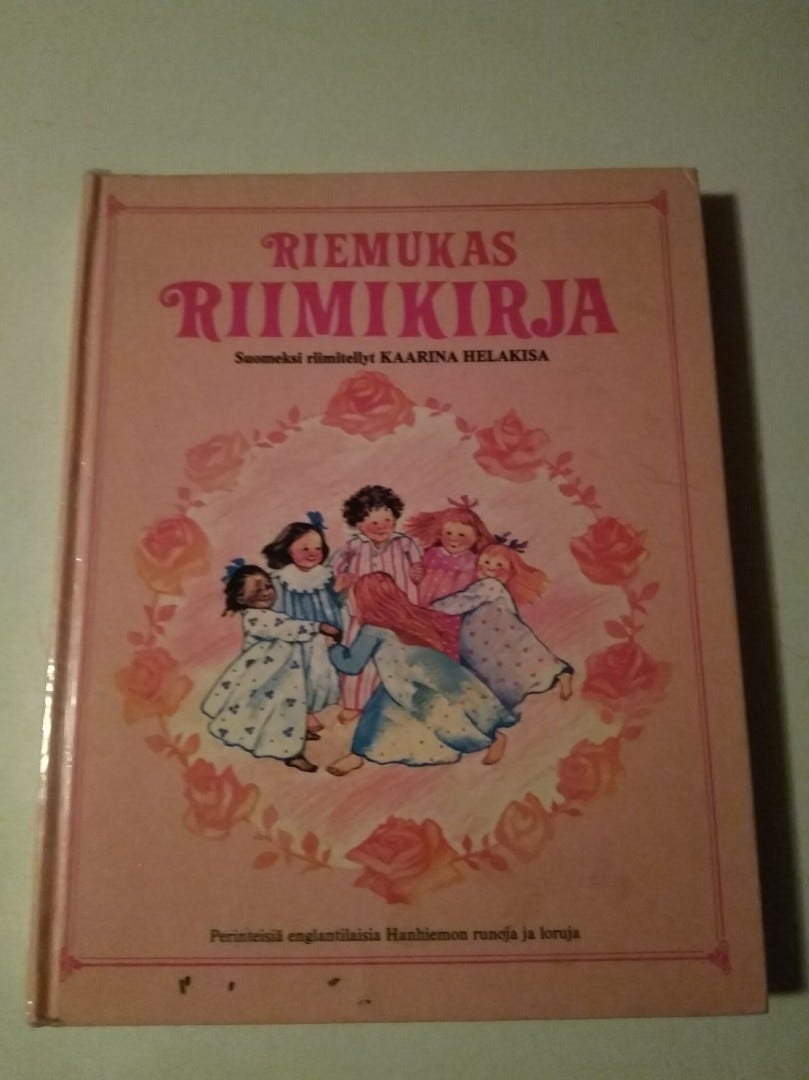 RIEMUKAS
RIIMIKIRJA
Suomeksi riimitellyt KAARINA HELAKISA
Perinteisiä englantilaisia Hanhiemon runoja ja loruja